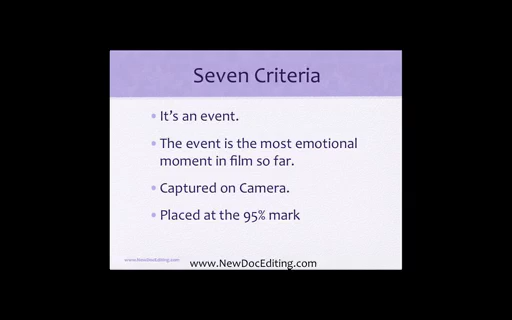 Seven Criteria
• It's an event.
• The event is the most emotional
moment in film so far.
• Captured on Camera.
• Placed at the 95% mark
www.NewDocEditing.com
www.NewDocEditing.com